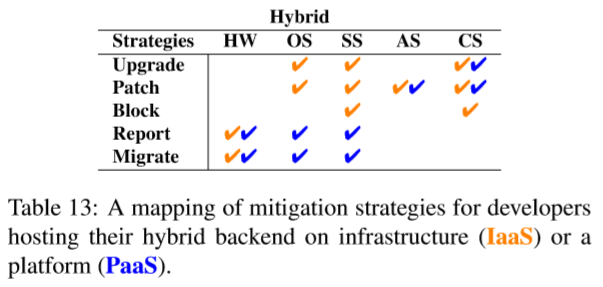 Hybrid
Strategies HW OS SS AS CS
Upgrade ✔ ✔ ✔✔
Patch ✔ ✔ ✔✔ ✔✔
Block ✔ ✔
Report ✔✔ ✔ ✔
Migrate ✔✔ ✔ ✔
Table 13: A mapping of mitigation strategies for developers
hosting their hybrid backend on infrastructure (IaaS) or a
platform (PaaS).